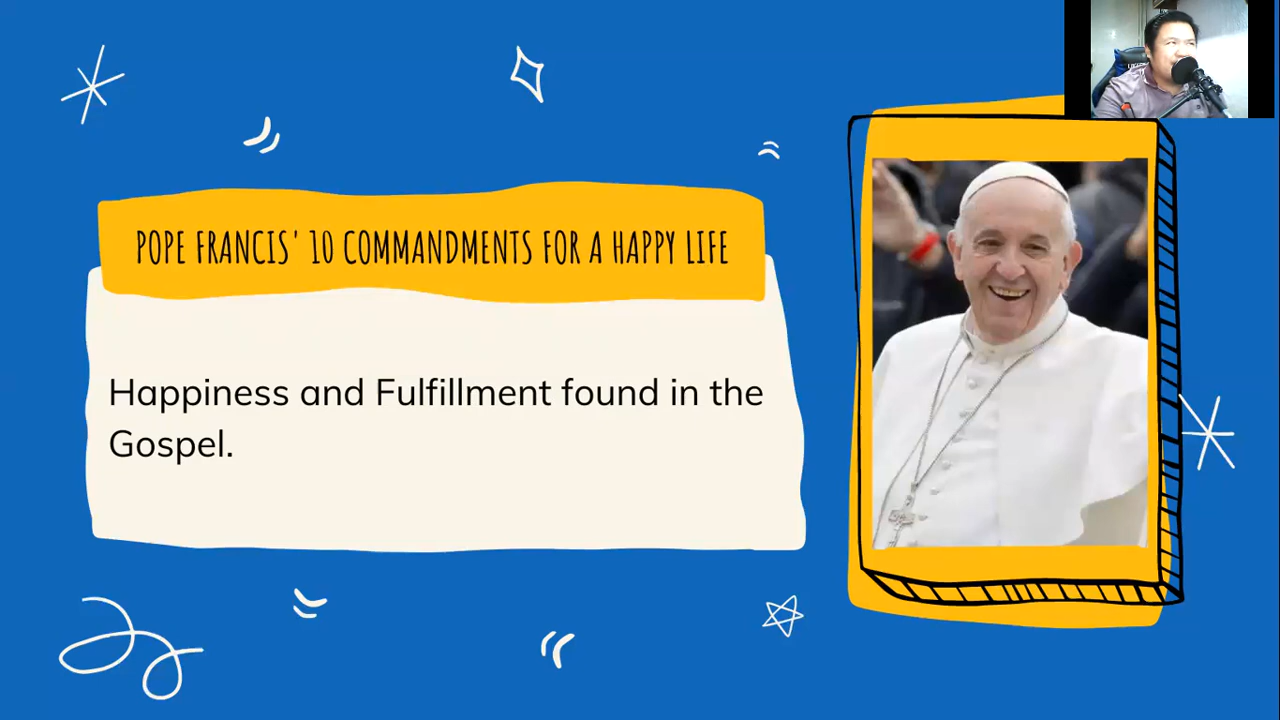 POPE FRANCIS' 10 COMMANDMENTS FOR A HAPPY LIFE
Happiness and Fulfillment found in the
Gospel.